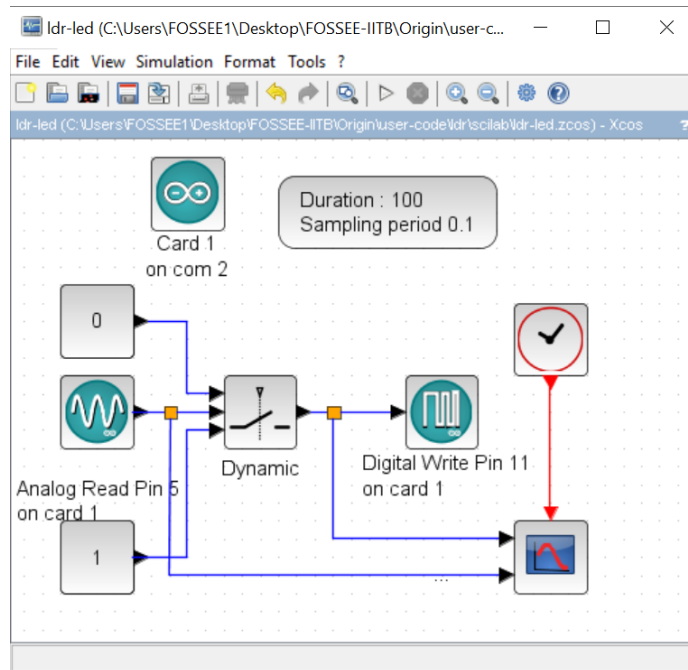 ldr-led (C:\Users\FOSSEE1\Desktop\FOSSEE-IITB\Origin\user-c...
File Edit View Simulation Format Tools ?
ldr-led (C:\Users\FOSSEE1\Desktop\FOSSEE-IITB\Origin\user-code\ldr\scilab\ldr-led.zcos) - Xcos ?
Card 1
on com 2
Duration : 100
Sampling period 0.1
0
Analog Read Pin 5
on card 1
Dynamic
Digital Write Pin 11
on card 1
1
...